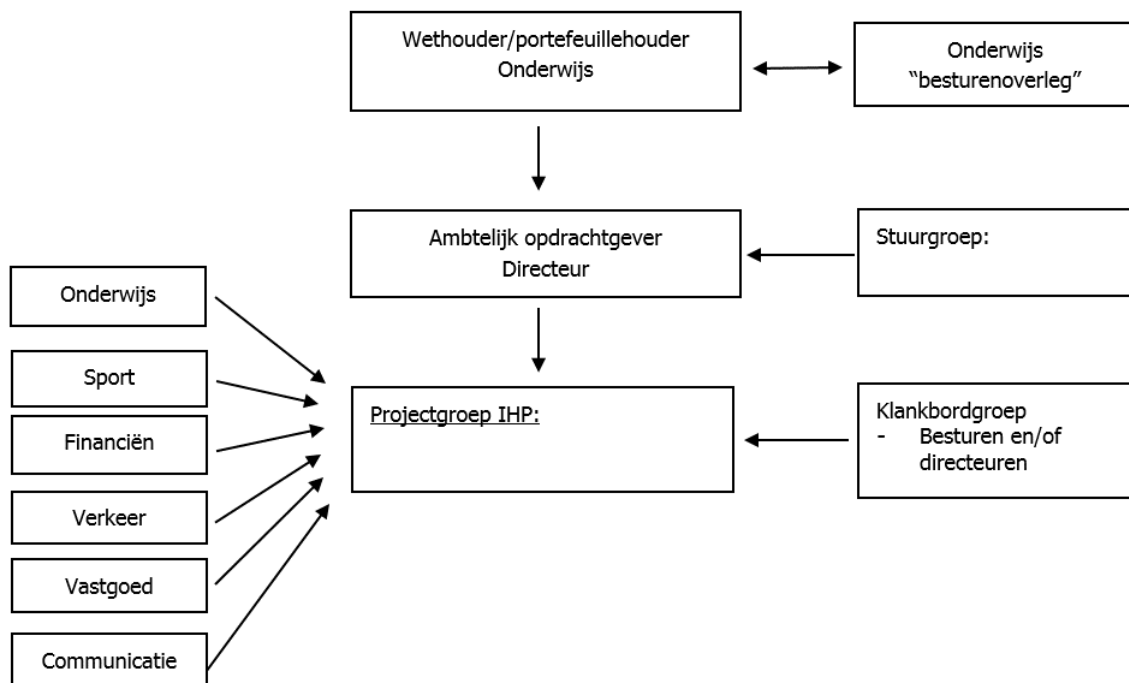 Wethouder/portefeuillehouder
Onderwijs
Onderwijs
“besturenoverleg”
Ambtelijk opdrachtgever
Directeur
Stuurgroep:
Onderwijs
Sport
Financiën
Verkeer
Vastgoed
Communicatie
Projectgroep IHP:
Klankbordgroep
- Besturen en/of
directeuren